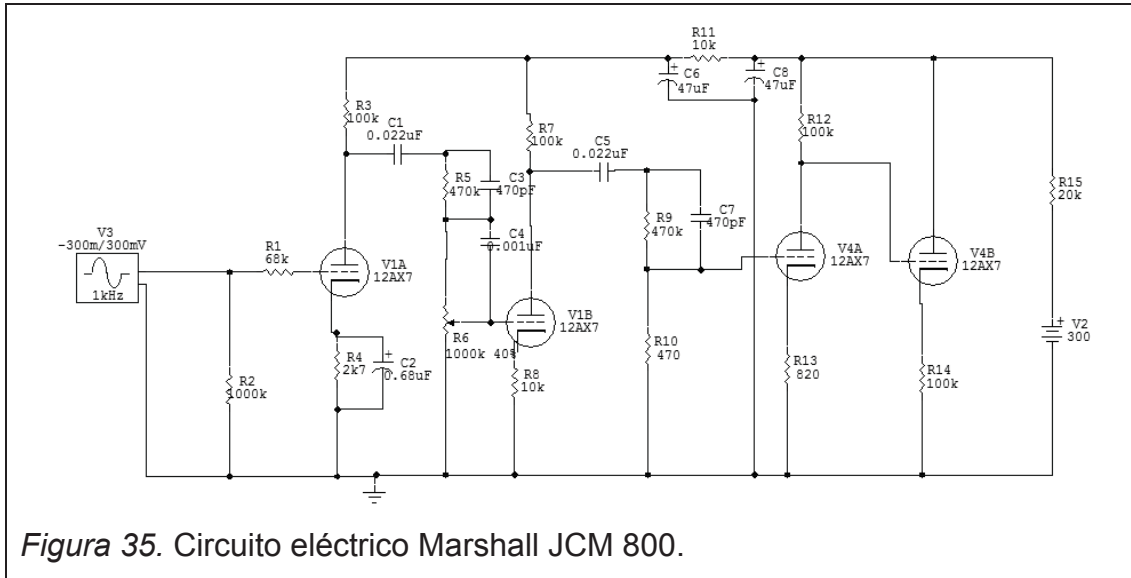 R11
10k
C6
47uF
C8
47uF
R3
100k
C1
0.022uF
R7
100k
C5
0.022uF
R12
100k
R5
470k
C3
470pF
R9
470k
C7
470pF
R15
20k
V3
-300m/300mV
1kHz
R1
68k
C4
0.001uF
V1A
12AX7
V4A
12AX7
V4B
12AX7
V1B
12AX7
V2
300
R6
1000k 40%
R4
2k7
C2
0.68uF
R2
1000k
R8
10k
R10
470
R13
820
R14
100k
Figura 35. Circuito eléctrico Marshall JCM 800.